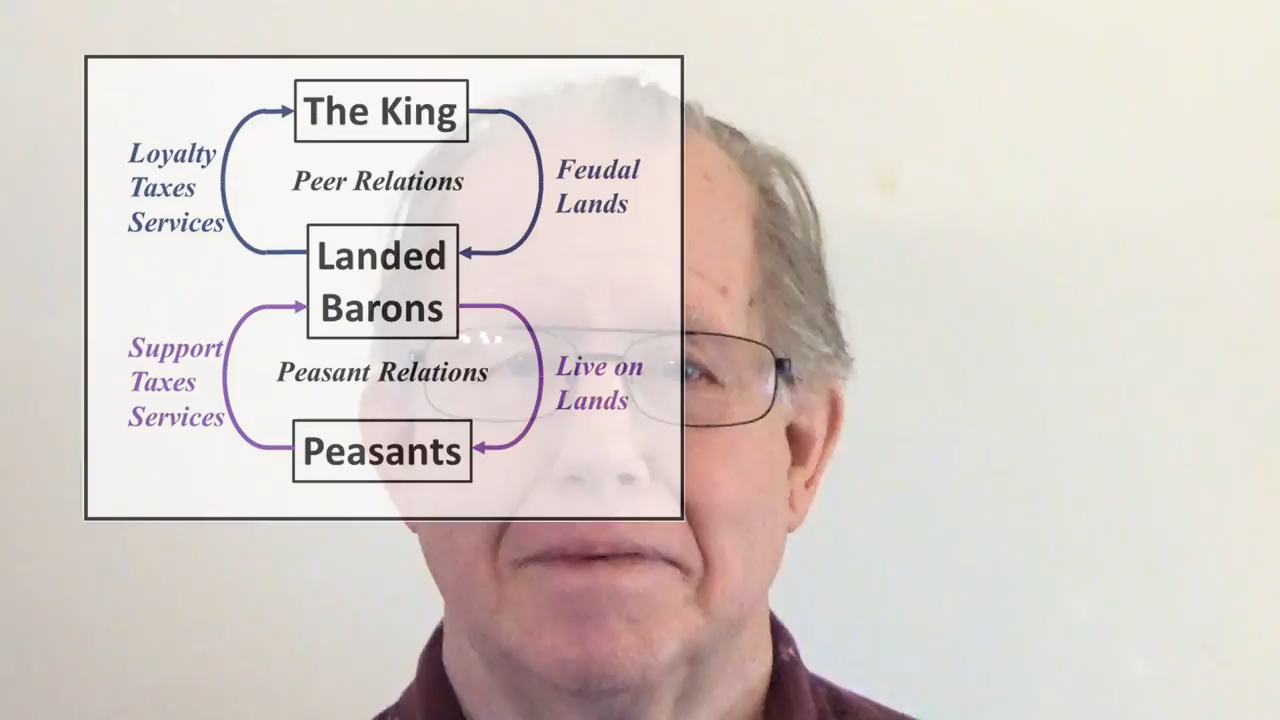 The King
Loyalty
Taxes
Services
Peer Relations
Feudal
Lands
Landed
Barons
Support
Taxes
Services
Peasant Relations
Live on
Lands
Peasants